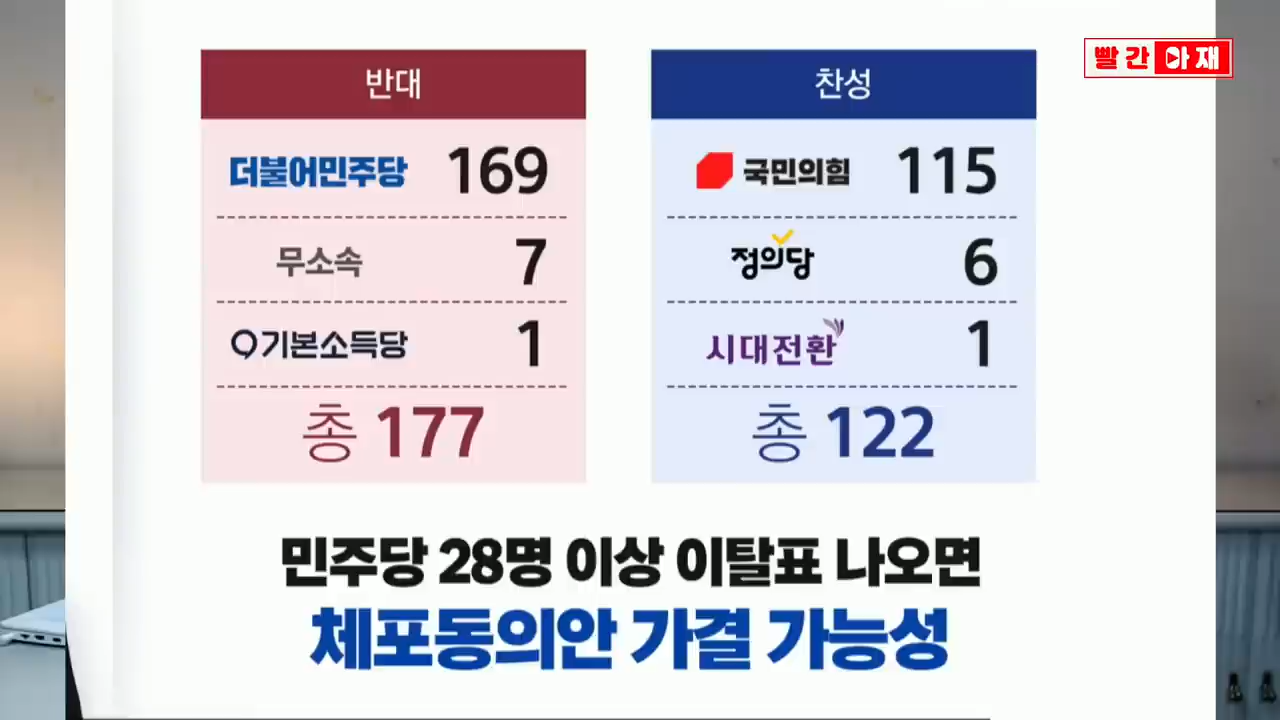 빨간아재
반대
더불어민주당 169
무소속 7
기본소득당 1
총 177
찬성
국민의힘 115
정의당 6
시대전환 1
총 122
민주당 28명 이상 이탈표 나오면
체포동의안 가결 가능성